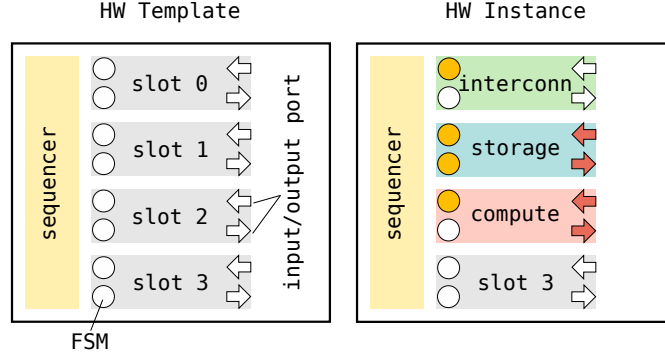 HW Template
sequencer
slot 0
slot 1
slot 2
slot 3
input/output port
FSM
HW Instance
sequencer
interconn
storage
compute
slot 3